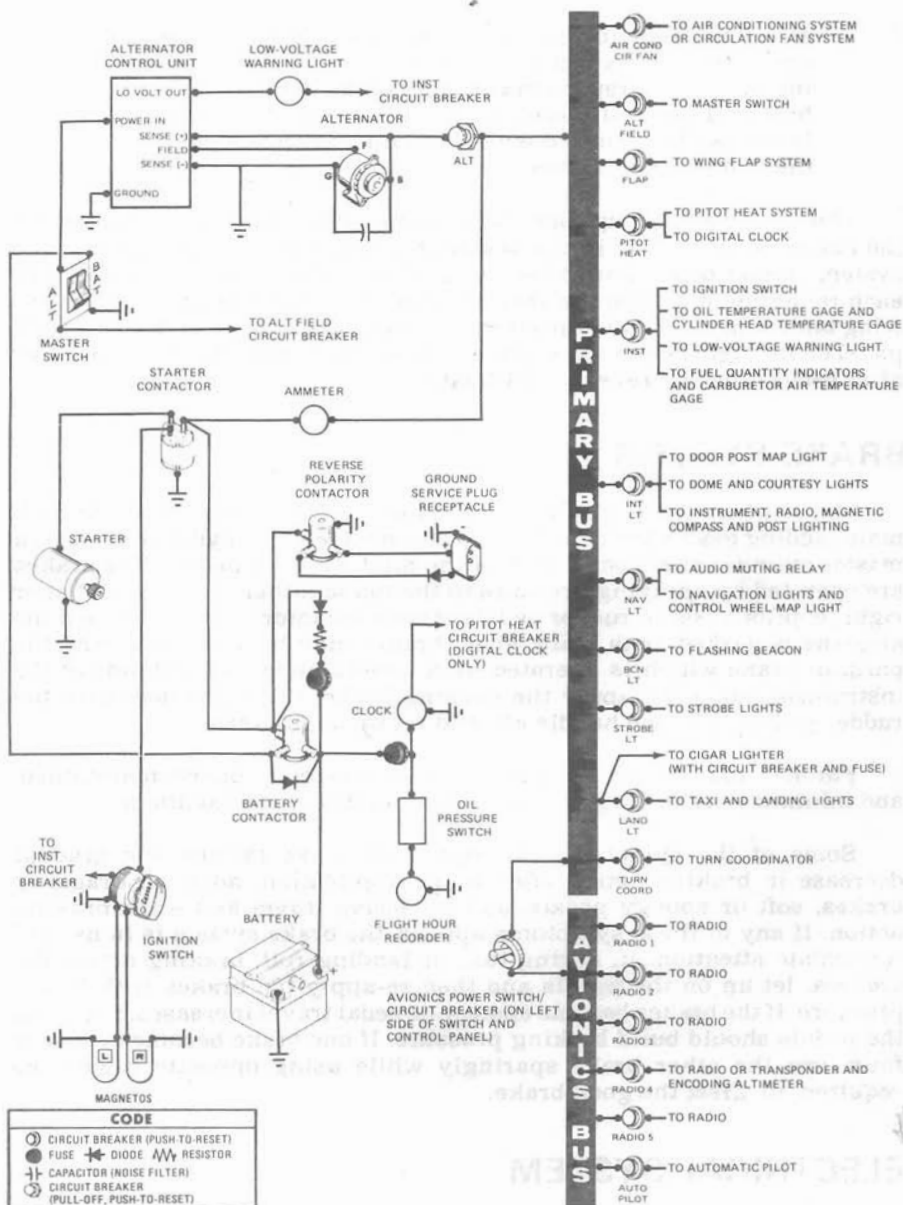 ALTERNATOR
CONTROL UNIT
LOW-VOLTAGE
WARNING LIGHT
LO VOLT OUT
POWER IN
SENSE (+)
FIELD
SENSE (-)
GROUND
TO INST
CIRCUIT BREAKER
ALTERNATOR
F
G
B
ALT
BAT
ALT
MASTER
SWITCH
TO ALT FIELD
CIRCUIT BREAKER
STARTER
CONTACTOR
AMMETER
REVERSE
POLARITY
CONTACTOR
GROUND
SERVICE PLUG
RECEPTACLE
STARTER
TO PITOT HEAT
CIRCUIT BREAKER
(DIGITAL CLOCK
ONLY)
CLOCK
BATTERY
CONTACTOR
OIL
PRESSURE
SWITCH
TO
INST
CIRCUIT
BREAKER
IGNITION
SWITCH
BATTERY
FLIGHT HOUR
RECORDER
AVIONICS POWER SWITCH/
CIRCUIT BREAKER (ON LEFT
SIDE OF SWITCH AND
CONTROL PANEL)
L
R
MAGNETOS
CODE
CIRCUIT BREAKER (PUSH-TO-RESET)
FUSE DIODE RESISTOR
CAPACITOR (NOISE FILTER)
CIRCUIT BREAKER
(PULL-OFF, PUSH-TO-RESET)
PRIMARY BUS
AVIONICS BUS
AIR COND
CIR FAN
TO AIR CONDITIONING SYSTEM
OR CIRCULATION FAN SYSTEM
ALT
FIELD
TO MASTER SWITCH
FLAP
TO WING FLAP SYSTEM
PITOT
HEAT
TO PITOT HEAT SYSTEM
TO DIGITAL CLOCK
INST
TO IGNITION SWITCH
TO OIL TEMPERATURE GAGE AND
CYLINDER HEAD TEMPERATURE GAGE
TO LOW-VOLTAGE WARNING LIGHT
TO FUEL QUANTITY INDICATORS
AND CARBURETOR AIR TEMPERATURE
GAGE
INT
LT
TO DOOR POST MAP LIGHT
TO DOME AND COURTESY LIGHTS
TO INSTRUMENT, RADIO, MAGNETIC
COMPASS AND POST LIGHTING
NAV
LT
TO AUDIO MUTING RELAY
TO NAVIGATION LIGHTS AND
CONTROL WHEEL MAP LIGHT
BCN
LT
TO FLASHING BEACON
STROBE
LT
TO STROBE LIGHTS
TO CIGAR LIGHTER
(WITH CIRCUIT BREAKER AND FUSE)
LAND
LT
TO TAXI AND LANDING LIGHTS
TURN
COORD
TO TURN COORDINATOR
RADIO 1
TO RADIO
RADIO 2
TO RADIO
RADIO 3
TO RADIO
RADIO 4
TO RADIO OR TRANSPONDER AND
ENCODING ALTIMETER
RADIO 5
TO RADIO
AUTO
PILOT
TO AUTOMATIC PILOT